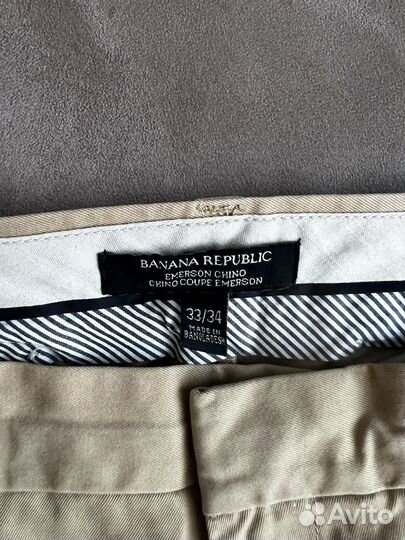 BANANA REPUBLIC
EMERSON CHINO
CHINO COUPE EMERSON
33/34
MADE IN
BANGLADESH
Avito